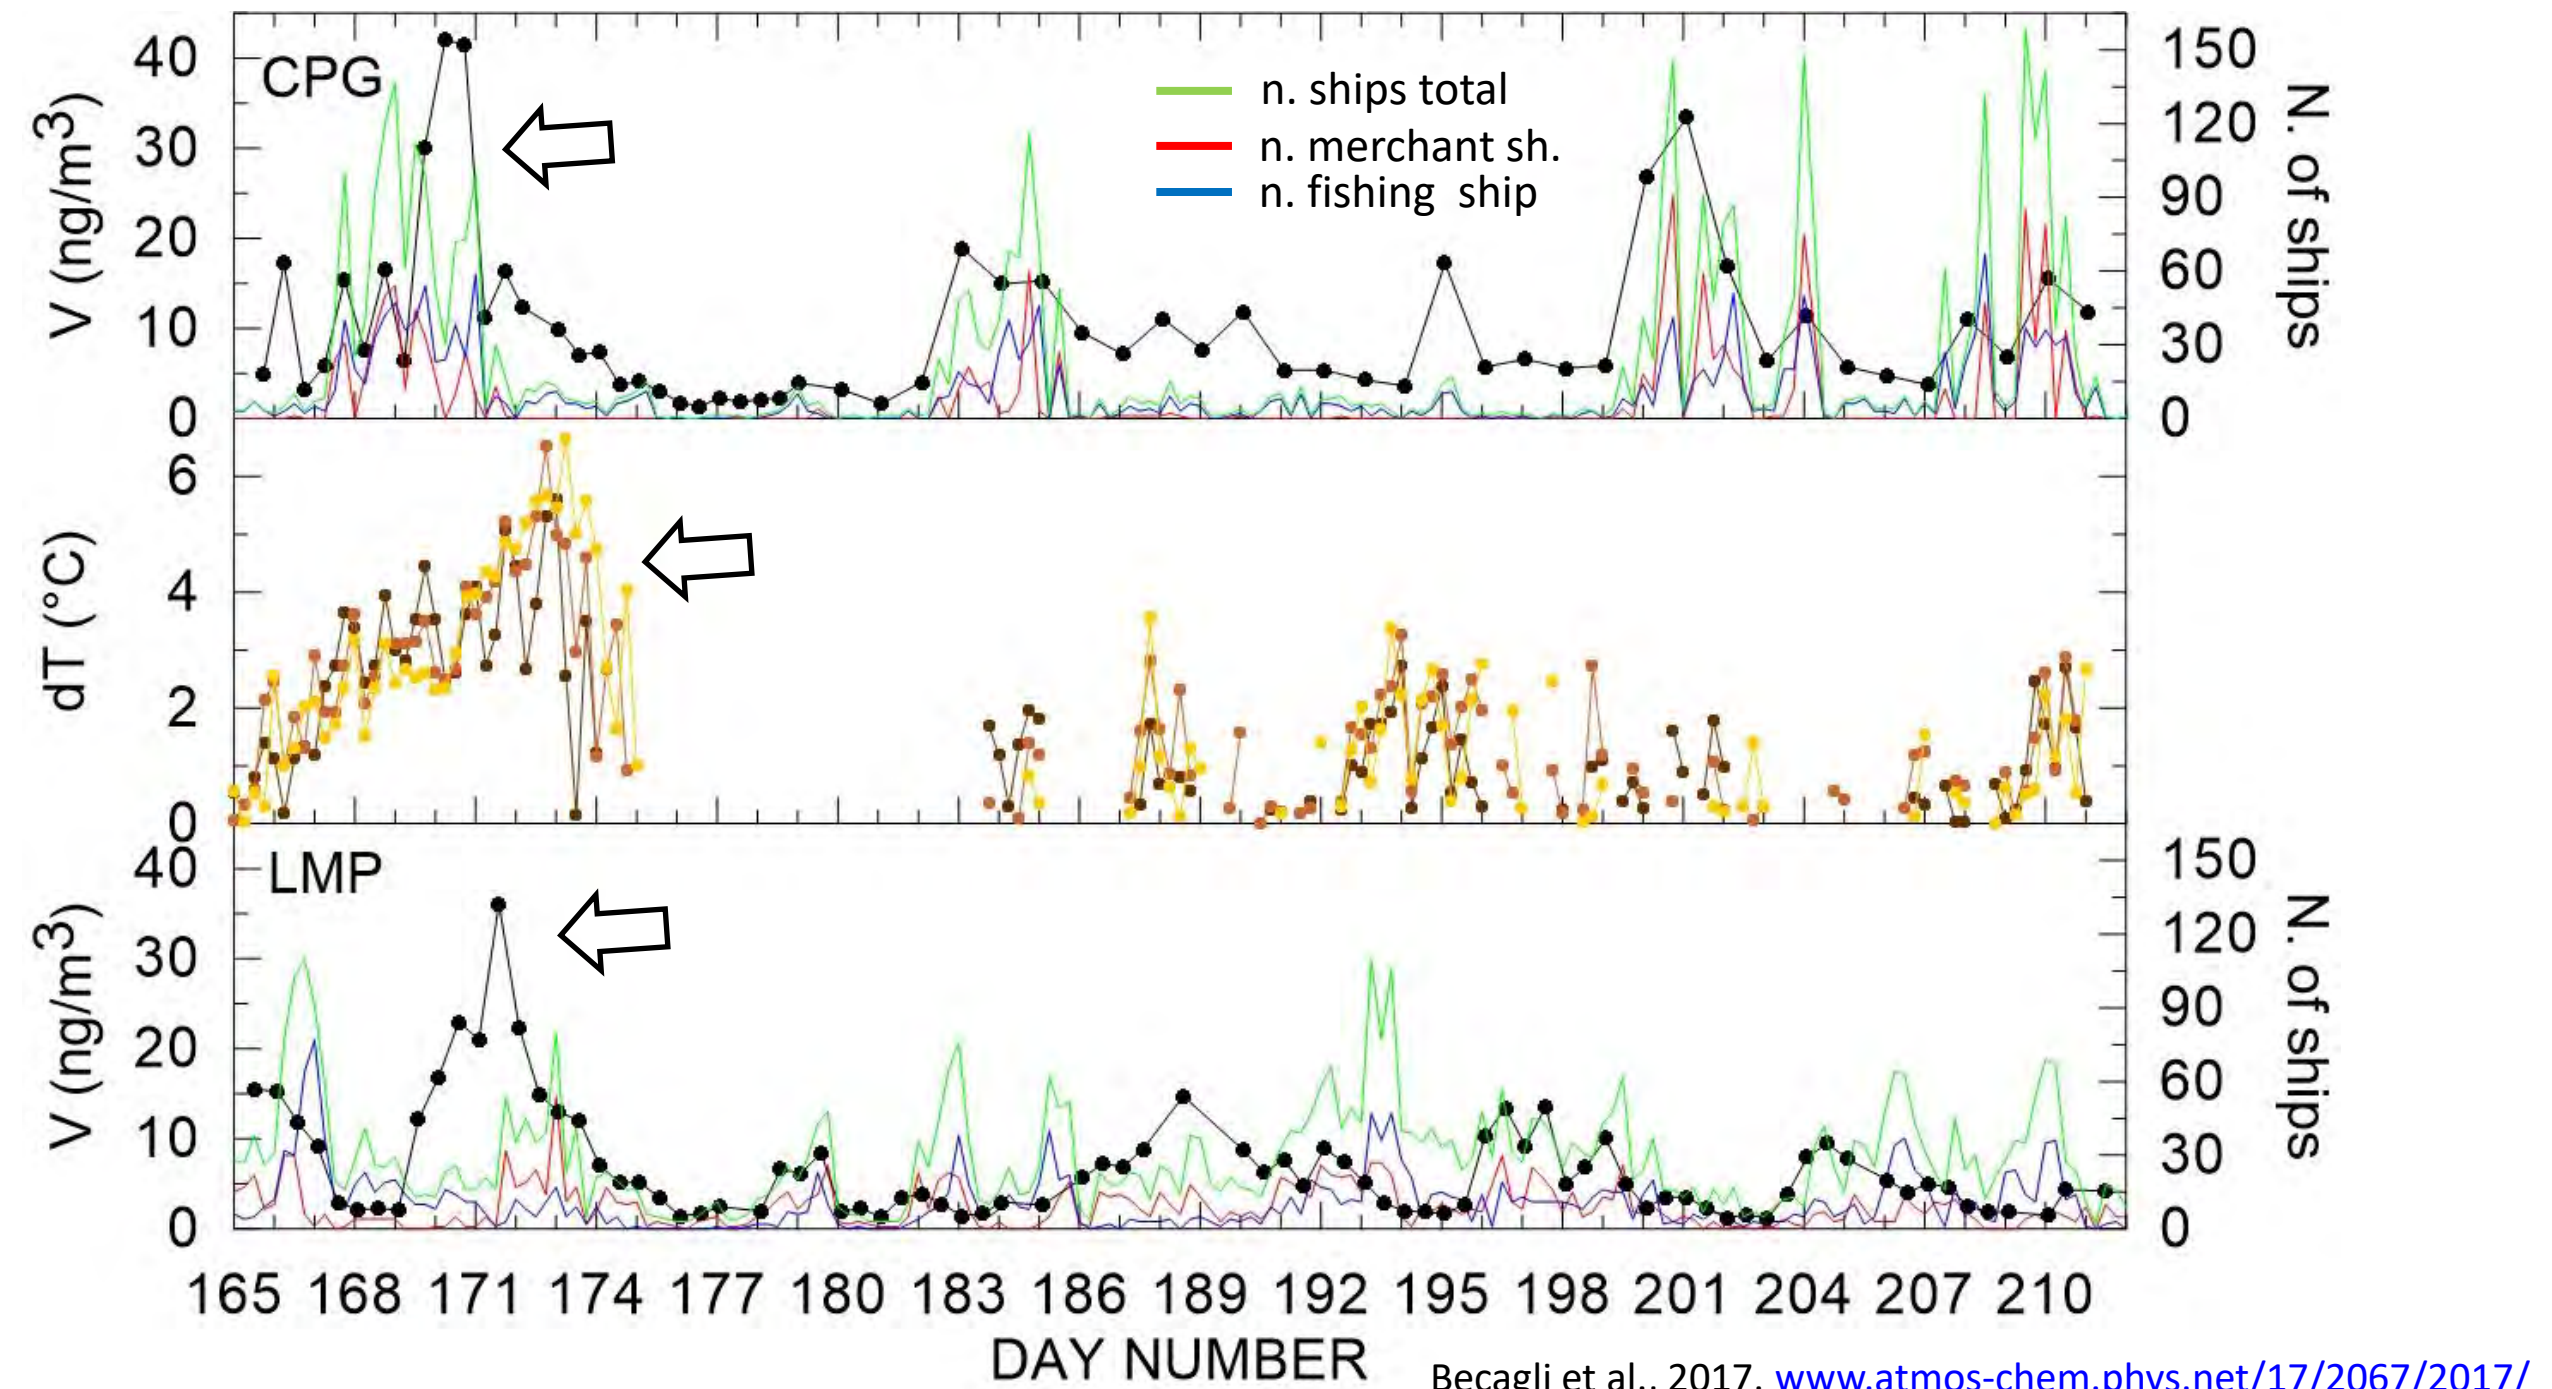 CPG
n. ships total
n. merchant sh.
n. fishing ship
V (ng/m3)
40
30
20
10
0
150
120
90
60
30
0
N. of ships
dT (°C)
6
4
2
0
LMP
V (ng/m3)
40
30
20
10
0
150
120
90
60
30
0
N. of ships
165 168 171 174 177 180 183 186 189 192 195 198 201 204 207 210
DAY NUMBER
Becagli et al., 2017, www.atmos-chem.phys.net/17/2067/2017/